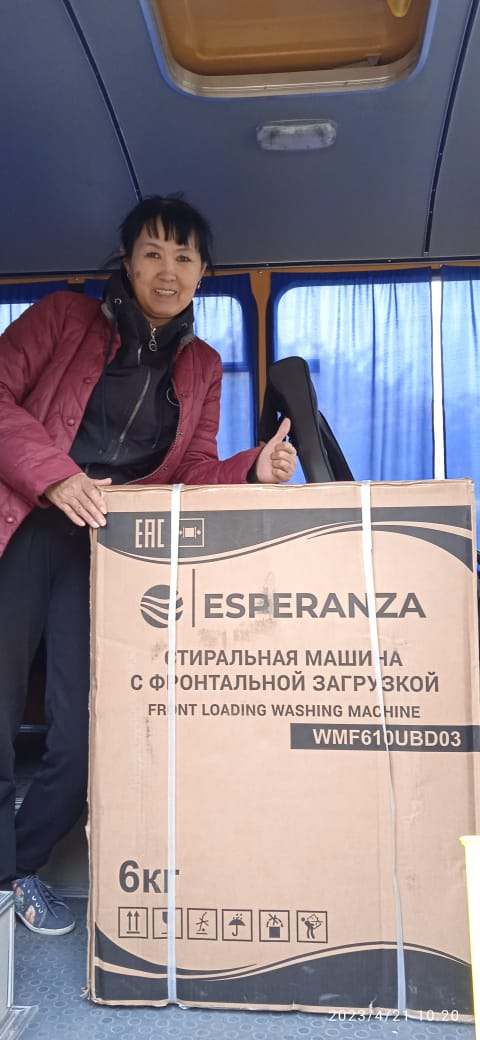 EAC
ESPERANZA
СТИРАЛЬНАЯ МАШИНА
С ФРОНТАЛЬНОЙ ЗАГРУЗКОЙ
FRONT LOADING WASHING MACHINE
WMF610UBD03
6кг
2023/4/21 10:20